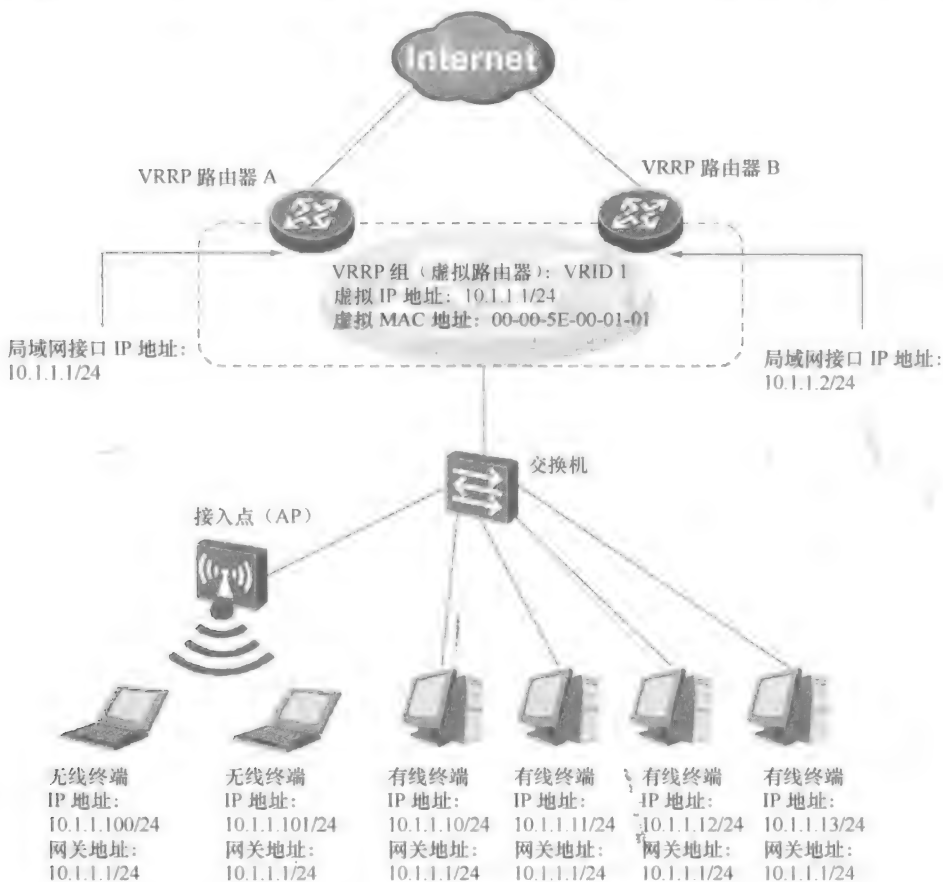 Internet
VRRP 路由器 A
VRRP 路由器 B
VRRP 组（虚拟路由器）：VRID 1
虚拟 IP 地址：10.1.1.1/24
虚拟 MAC 地址：00-00-5E-00-01-01
局域网接口 IP 地址：
10.1.1.1/24
局域网接口 IP 地址：
10.1.1.2/24
交换机
接入点（AP）
无线终端
IP 地址：
10.1.1.100/24
网关地址：
10.1.1.1/24
无线终端
IP 地址：
10.1.1.101/24
网关地址：
10.1.1.1/24
有线终端
IP 地址：
10.1.1.10/24
网关地址：
10.1.1.1/24
有线终端
IP 地址：
10.1.1.11/24
网关地址：
10.1.1.1/24
有线终端
IP 地址：
10.1.1.12/24
网关地址：
10.1.1.1/24
有线终端
IP 地址：
10.1.1.13/24
网关地址：
10.1.1.1/24